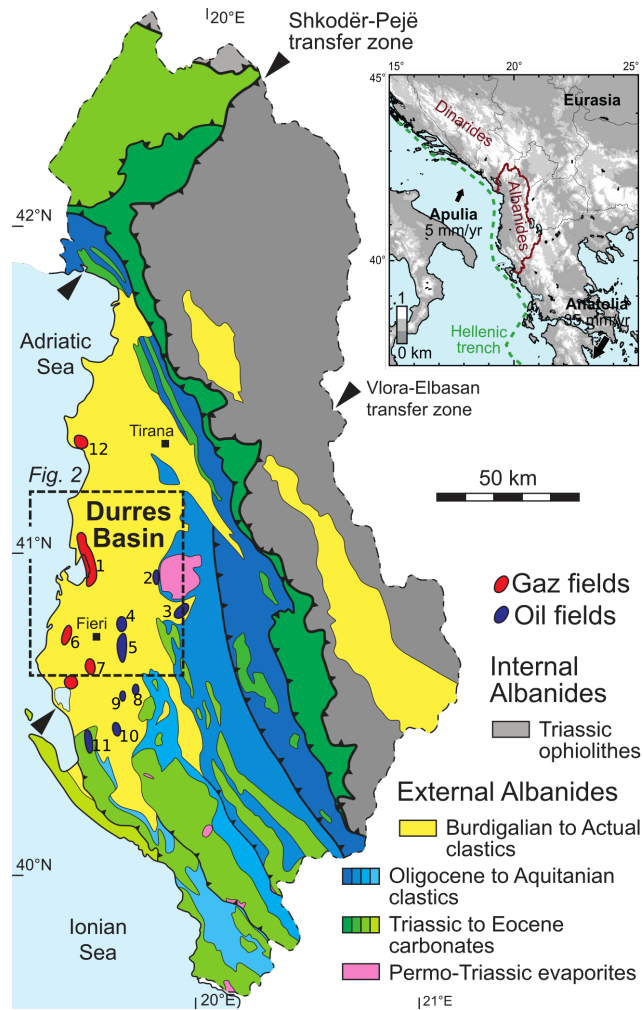 20°E
Shkodër-Pejë
transfer zone
15°
20°
25°
45°
Eurasia
Dinarides
Albanides
Apulia
5 mm/yr
40°
Anatolia
35 mm/yr
1
0 km
Hellenic
trench
42°N
Adriatic
Sea
Vlora-Elbasan
transfer zone
Tirana
12
Fig. 2
50 km
Durres
Basin
41°N
1
2
3
4
Fieri
5
6
7
8
9
10
11
Gaz fields
Oil fields
Internal
Albanides
Triassic
ophiolithes
External Albanides
Burdigalian to Actual
clastics
Oligocene to Aquitanian
clastics
Triassic to Eocene
carbonates
Permo-Triassic evaporites
40°N
Ionian
Sea
20°E
21°E